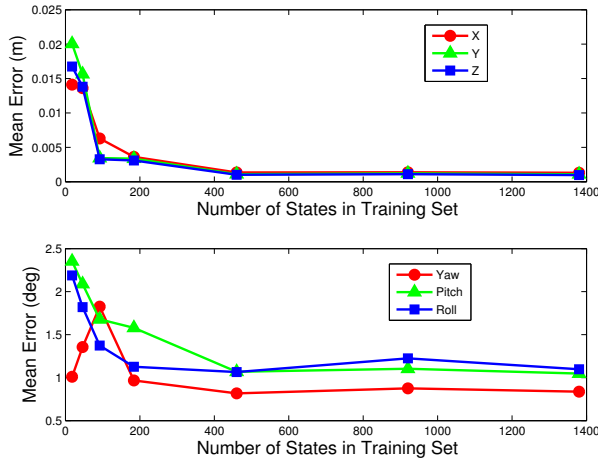 0.025
0.02
0.015
0.01
0.005
0
Mean Error (m)
X
Y
Z
0 200 400 600 800 1000 1200 1400
Number of States in Training Set
2.5
2
1.5
1
0.5
0
Mean Error (deg)
Yaw
Pitch
Roll
0 200 400 600 800 1000 1200 1400
Number of States in Training Set